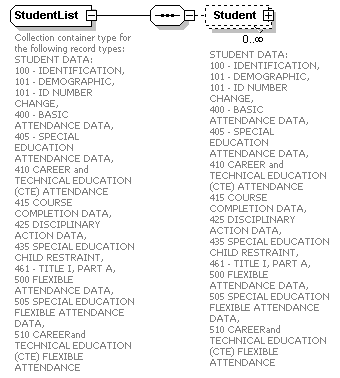 StudentList
Student
0..∞
Collection container type for
the following record types:
STUDENT DATA:
100 - IDENTIFICATION,
101 - DEMOGRAPHIC,
101 - ID NUMBER
CHANGE,
400 - BASIC
ATTENDANCE DATA,
405 - SPECIAL
EDUCATION
ATTENDANCE DATA,
410 CAREER and
TECHNICAL EDUCATION
(CTE) ATTENDANCE
415 COURSE
COMPLETION DATA,
425 DISCIPLINARY
ACTION DATA,
435 SPECIAL EDUCATION
CHILD RESTRAINT,
461 - TITLE I, PART A,
500 FLEXIBLE
ATTENDANCE DATA,
505 SPECIAL EDUCATION
FLEXIBLE ATTENDANCE
DATA,
510 CAREERand
TECHNICAL EDUCATION
(CTE) FLEXIBLE
ATTENDANCE
STUDENT DATA:
100 - IDENTIFICATION,
101 - DEMOGRAPHIC,
101 - ID NUMBER
CHANGE,
400 - BASIC
ATTENDANCE DATA,
405 - SPECIAL
EDUCATION
ATTENDANCE DATA,
410 CAREER and
TECHNICAL EDUCATION
(CTE) ATTENDANCE
415 COURSE
COMPLETION DATA,
425 DISCIPLINARY
ACTION DATA,
435 SPECIAL EDUCATION
CHILD RESTRAINT,
461 - TITLE I, PART A,
500 FLEXIBLE
ATTENDANCE DATA,
505 SPECIAL EDUCATION
FLEXIBLE ATTENDANCE
DATA,
510 CAREERand
TECHNICAL EDUCATION
(CTE) FLEXIBLE
ATTENDANCE